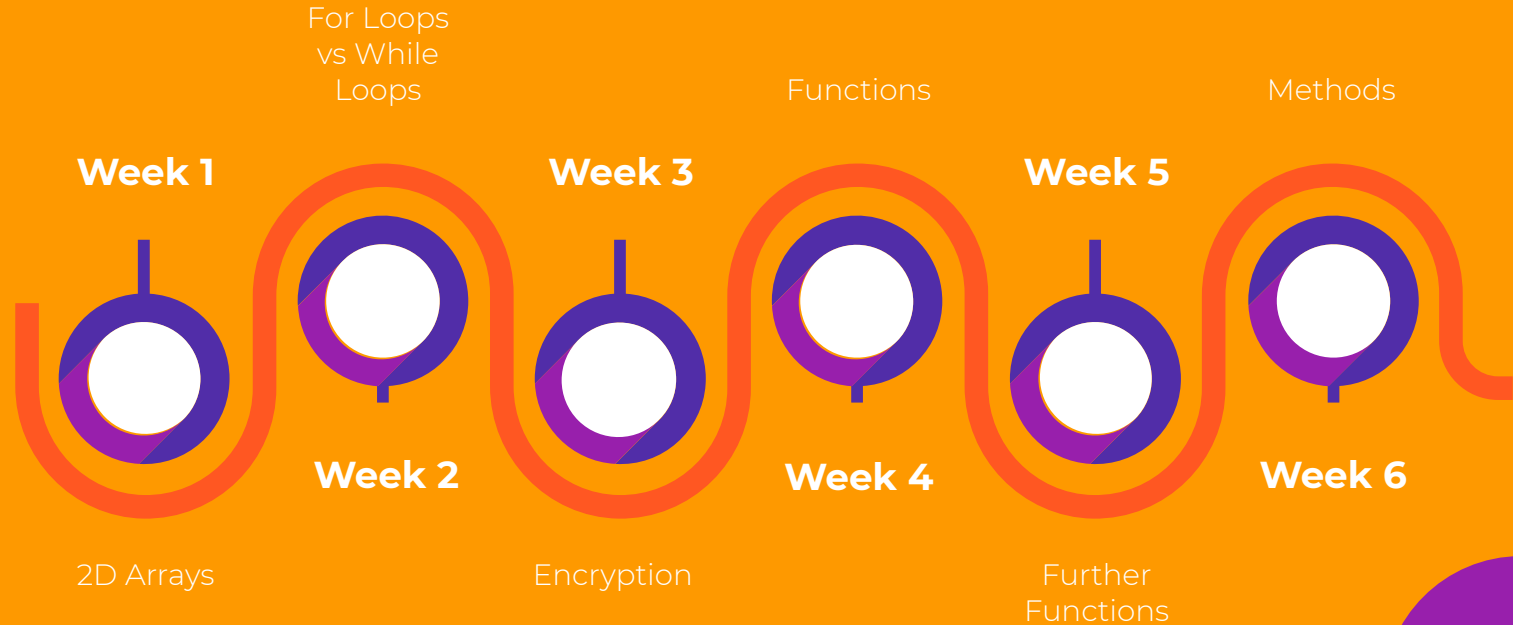 For Loops
vs While
Loops
Functions
Methods
Week 1
Week 3
Week 5
Week 2
Week 4
Week 6
2D Arrays
Encryption
Further
Functions